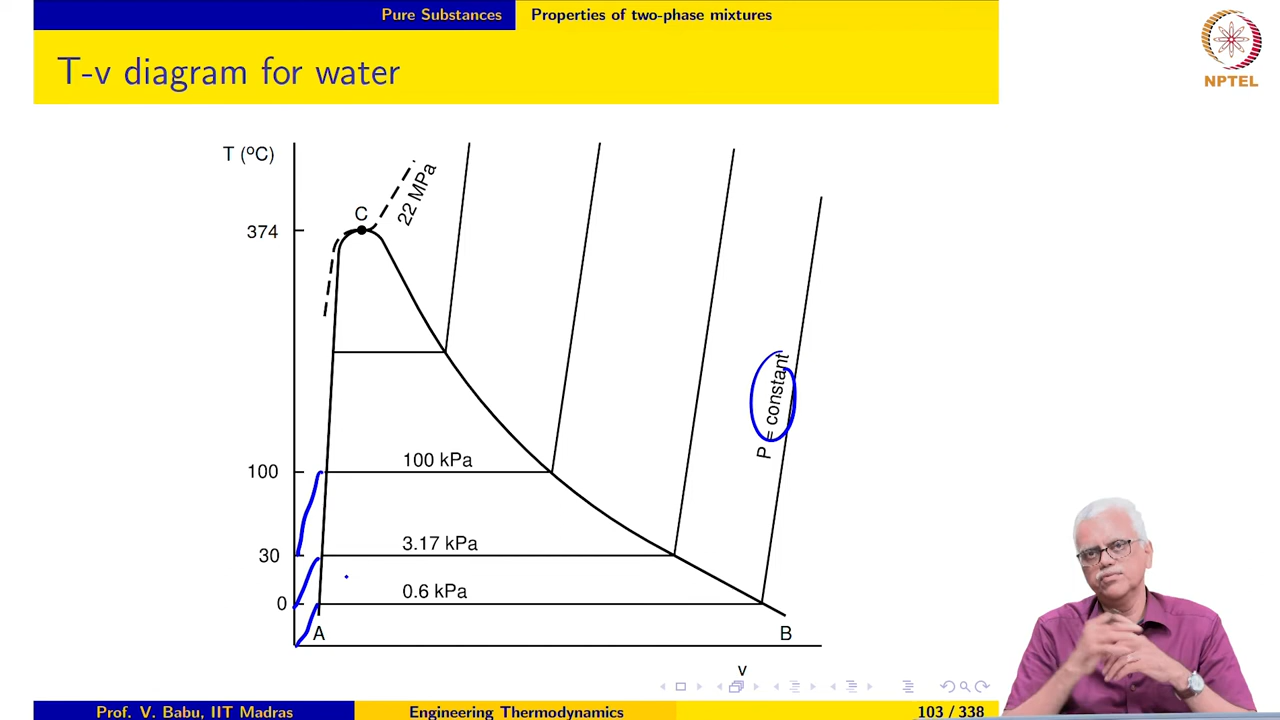 Pure Substances Properties of two-phase mixtures
T-v diagram for water
NPTEL
T (ºC)
C
22 MPa
374
P = constant
100
100 kPa
30
3.17 kPa
0
0.6 kPa
A
B
v
Prof. V. Babu, IIT Madras Engineering Thermodynamics 103 / 338